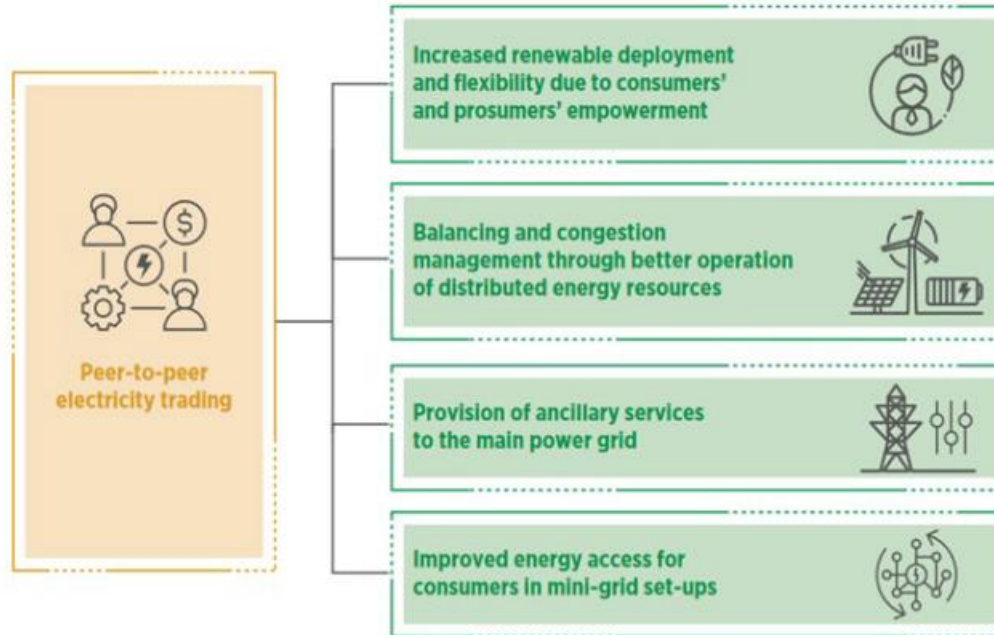 Peer-to-peer
electricity trading
Increased renewable deployment
and flexibility due to consumers'
and prosumers' empowerment
Balancing and congestion
management through better operation
of distributed energy resources
Provision of ancillary services
to the main power grid
Improved energy access for
consumers in mini-grid set-ups
$